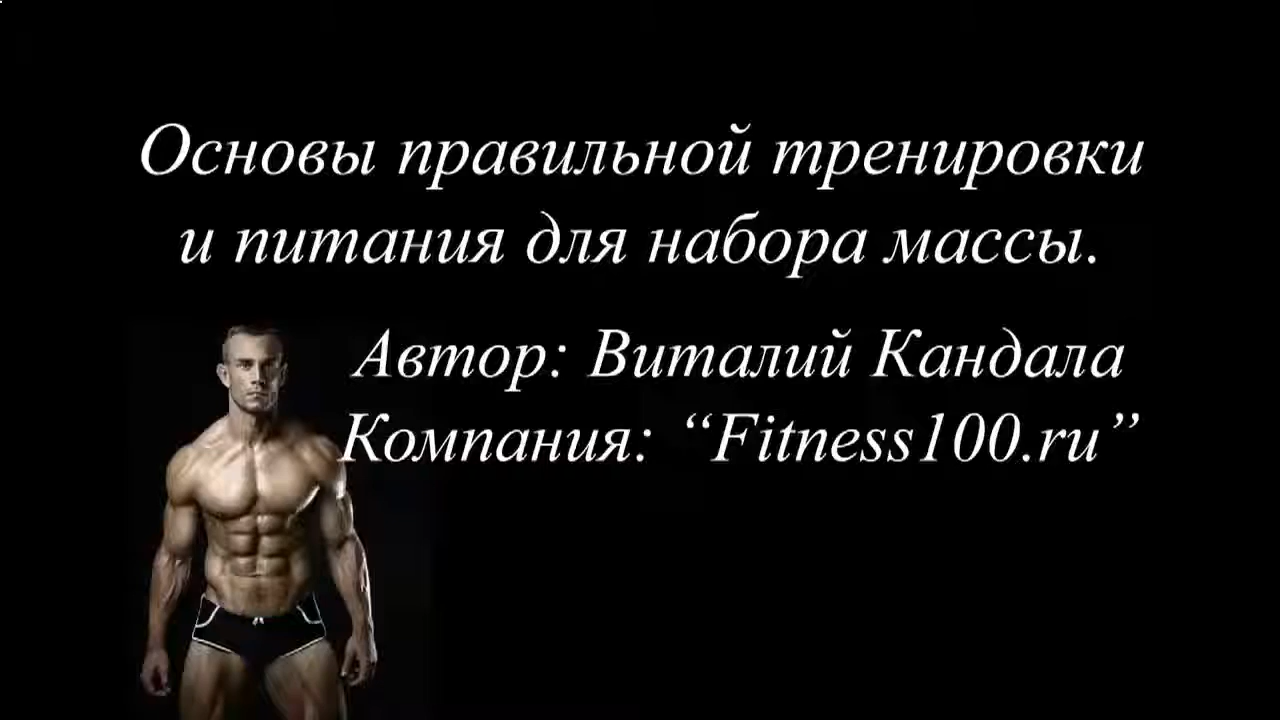 Основы правильной тренировки
и питания для набора массы.
Автор: Виталий Кандала
Компания: “Fitness100.ru”